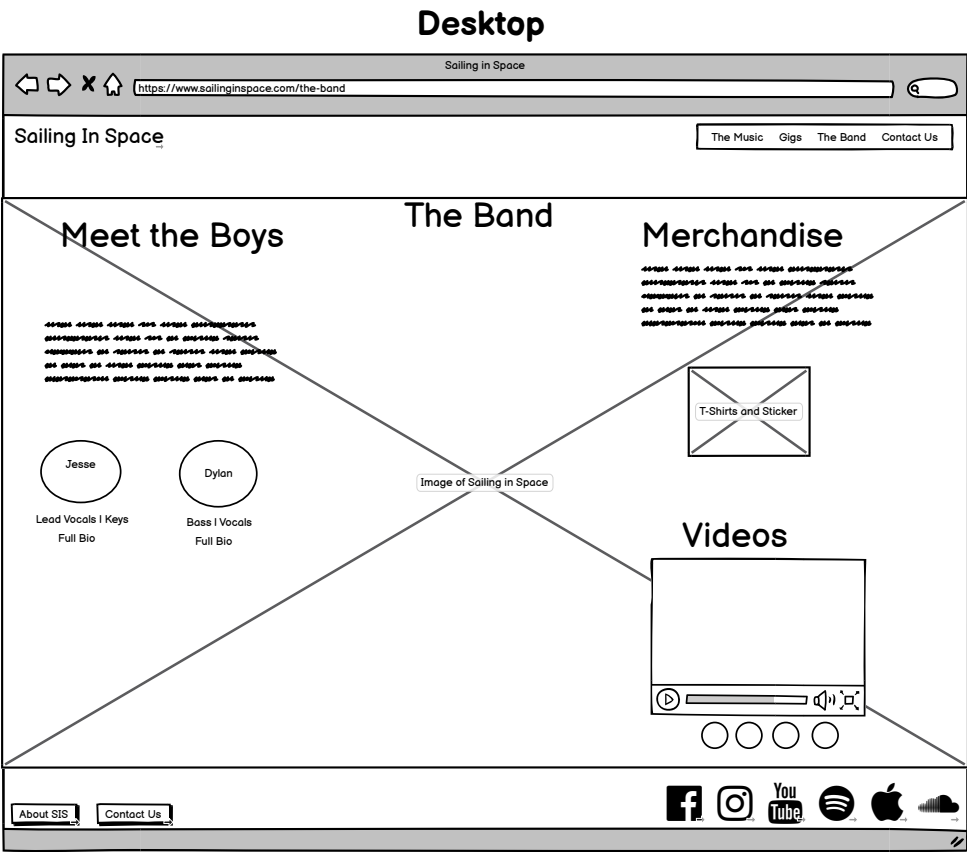 Desktop
Sailing in Space
https://www.sailinginspace.com/the-band
Sailing In Space
The Music Gigs The Band Contact Us
The Band
Meet the Boys
Merchandise
T-Shirts and Sticker
Jesse
Dylan
Image of Sailing in Space
Lead Vocals | Keys
Full Bio
Bass | Vocals
Full Bio
Videos
About SIS
Contact Us
You
Tube